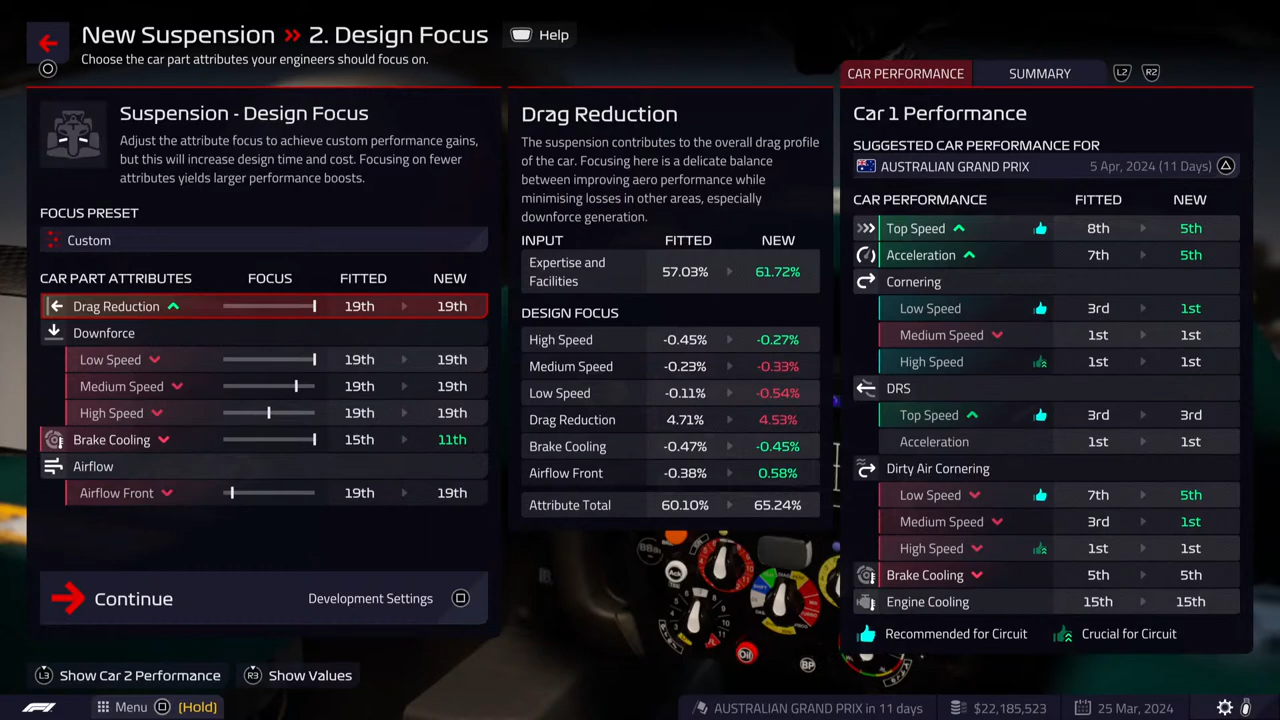 New Suspension >> 2. Design Focus
Help
Choose the car part attributes your engineers should focus on.
Suspension - Design Focus
Adjust the attribute focus to achieve custom performance gains,
but this will increase design time and cost. Focusing on fewer
attributes yields larger performance boosts.
FOCUS PRESET
Custom
CAR PART ATTRIBUTES FOCUS FITTED NEW
Drag Reduction 19th 19th
Downforce
Low Speed 19th 19th
Medium Speed 19th 19th
High Speed 19th 19th
Brake Cooling 15th 11th
Airflow
Airflow Front 19th 19th
Continue
Development Settings
Drag Reduction
The suspension contributes to the overall drag profile
of the car. Focusing here is a delicate balance
between improving aero performance while
minimising losses in other areas, especially
downforce generation.
INPUT FITTED NEW
Expertise and
Facilities
57.03% 61.72%
DESIGN FOCUS
High Speed -0.45% -0.27%
Medium Speed -0.23% -0.33%
Low Speed -0.11% -0.54%
Drag Reduction 4.71% 4.53%
Brake Cooling -0.47% -0.45%
Airflow Front -0.38% 0.58%
Attribute Total 60.10% 65.24%
CAR PERFORMANCE
SUMMARY
L2
R2
Car 1 Performance
SUGGESTED CAR PERFORMANCE FOR
AUSTRALIAN GRAND PRIX 5 Apr, 2024 (11 Days)
CAR PERFORMANCE FITTED NEW
Top Speed 8th 5th
Acceleration 7th 5th
Cornering
Low Speed 3rd 1st
Medium Speed 1st 1st
High Speed 1st 1st
DRS
Top Speed 3rd 3rd
Acceleration 1st 1st
Dirty Air Cornering
Low Speed 7th 5th
Medium Speed 3rd 1st
High Speed 1st 1st
Brake Cooling 5th 5th
Engine Cooling 15th 15th
Recommended for Circuit
Crucial for Circuit
BBal
Ack
Oil
BP
L3 Show Car 2 Performance
R3 Show Values
Menu (Hold)
AUSTRALIAN GRAND PRIX in 11 days
$22,185,523
25 Mar, 2024